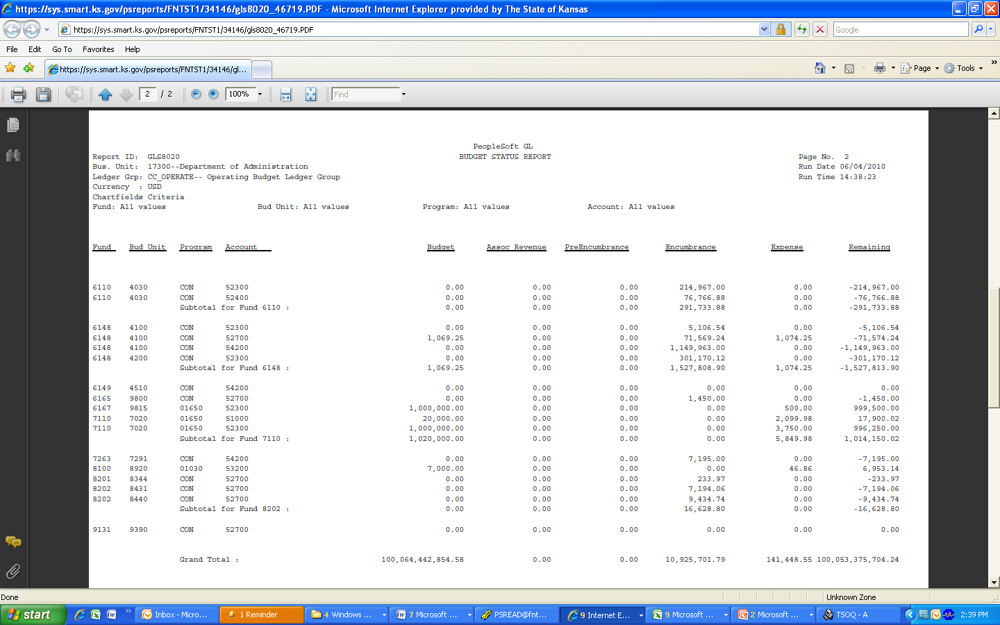 https://sys.smart.ks.gov/psreports/FNTST1/34146/gls8020_46719.PDF - Microsoft Internet Explorer provided by The State of Kansas
https://sys.smart.ks.gov/psreports/FNTST1/34146/gls8020_46719.PDF Google
File Edit Go To Favorites Help
https://sys.smart.ks.gov/psreports/FNTST1/34146/gl... Page Tools
2 / 2 100% Find
PeopleSoft GL
Report ID: GLS8020 BUDGET STATUS REPORT Page No. 2
Bus. Unit: 17300--Department of Administration Run Date 06/04/2010
Ledger Grp: CC_OPERATE-- Operating Budget Ledger Group Run Time 14:38:23
Currency : USD
Chartfields Criteria
Fund: All values Bud Unit: All values Program: All values Account: All values
Fund Bud Unit Program Account Budget Assoc Revenue PreEncumbrance Encumbrance Expense Remaining
6110 4030 CON 52300 0.00 0.00 0.00 214,967.00 0.00 -214,967.00
6110 4030 CON 52400 0.00 0.00 0.00 76,766.88 0.00 -76,766.88
Subtotal for Fund 6110 : 0.00 0.00 0.00 291,733.88 0.00 -291,733.88
6148 4100 CON 52300 0.00 0.00 0.00 5,106.54 0.00 -5,106.54
6148 4100 CON 52700 1,069.25 0.00 0.00 71,569.24 1,074.25 -71,574.24
6148 4100 CON 54200 0.00 0.00 0.00 1,149,963.00 0.00 -1,149,963.00
6148 4200 CON 52300 0.00 0.00 0.00 301,170.12 0.00 -301,170.12
Subtotal for Fund 6148 : 1,069.25 0.00 0.00 1,527,808.90 1,074.25 -1,527,813.90
6149 4510 CON 54200 0.00 0.00 0.00 0.00 0.00 0.00
6165 9800 CON 52700 0.00 0.00 0.00 1,450.00 0.00 -1,450.00
6167 9815 01650 52300 1,000,000.00 0.00 0.00 0.00 500.00 999,500.00
7110 7020 01650 51000 20,000.00 0.00 0.00 0.00 2,099.98 17,900.02
7110 7020 01650 52300 1,000,000.00 0.00 0.00 0.00 3,750.00 996,250.00
Subtotal for Fund 7110 : 1,020,000.00 0.00 0.00 0.00 5,849.98 1,014,150.02
7263 7291 CON 54200 0.00 0.00 0.00 7,195.00 0.00 -7,195.00
8100 8920 01030 53200 7,000.00 0.00 0.00 0.00 46.86 6,953.14
8201 8344 CON 52700 0.00 0.00 0.00 233.97 0.00 -233.97
8202 8431 CON 52700 0.00 0.00 0.00 7,194.06 0.00 -7,194.06
8202 8440 CON 52700 0.00 0.00 0.00 9,434.74 0.00 -9,434.74
Subtotal for Fund 8202 : 0.00 0.00 0.00 16,628.80 0.00 -16,628.80
9131 9390 CON 52700 0.00 0.00 0.00 0.00 0.00 0.00
Grand Total : 100,064,442,854.58 0.00 0.00 10,925,701.79 141,448.55 100,053,375,704.24
Done Unknown Zone
start Inbox - Micro... 1 Reminder 4 Windows ... 7 Microsoft ... PSREAD@fnt... 9 Internet E... 9 Microsoft ... 2 Microsoft ... TSOQ - A 2:39 PM